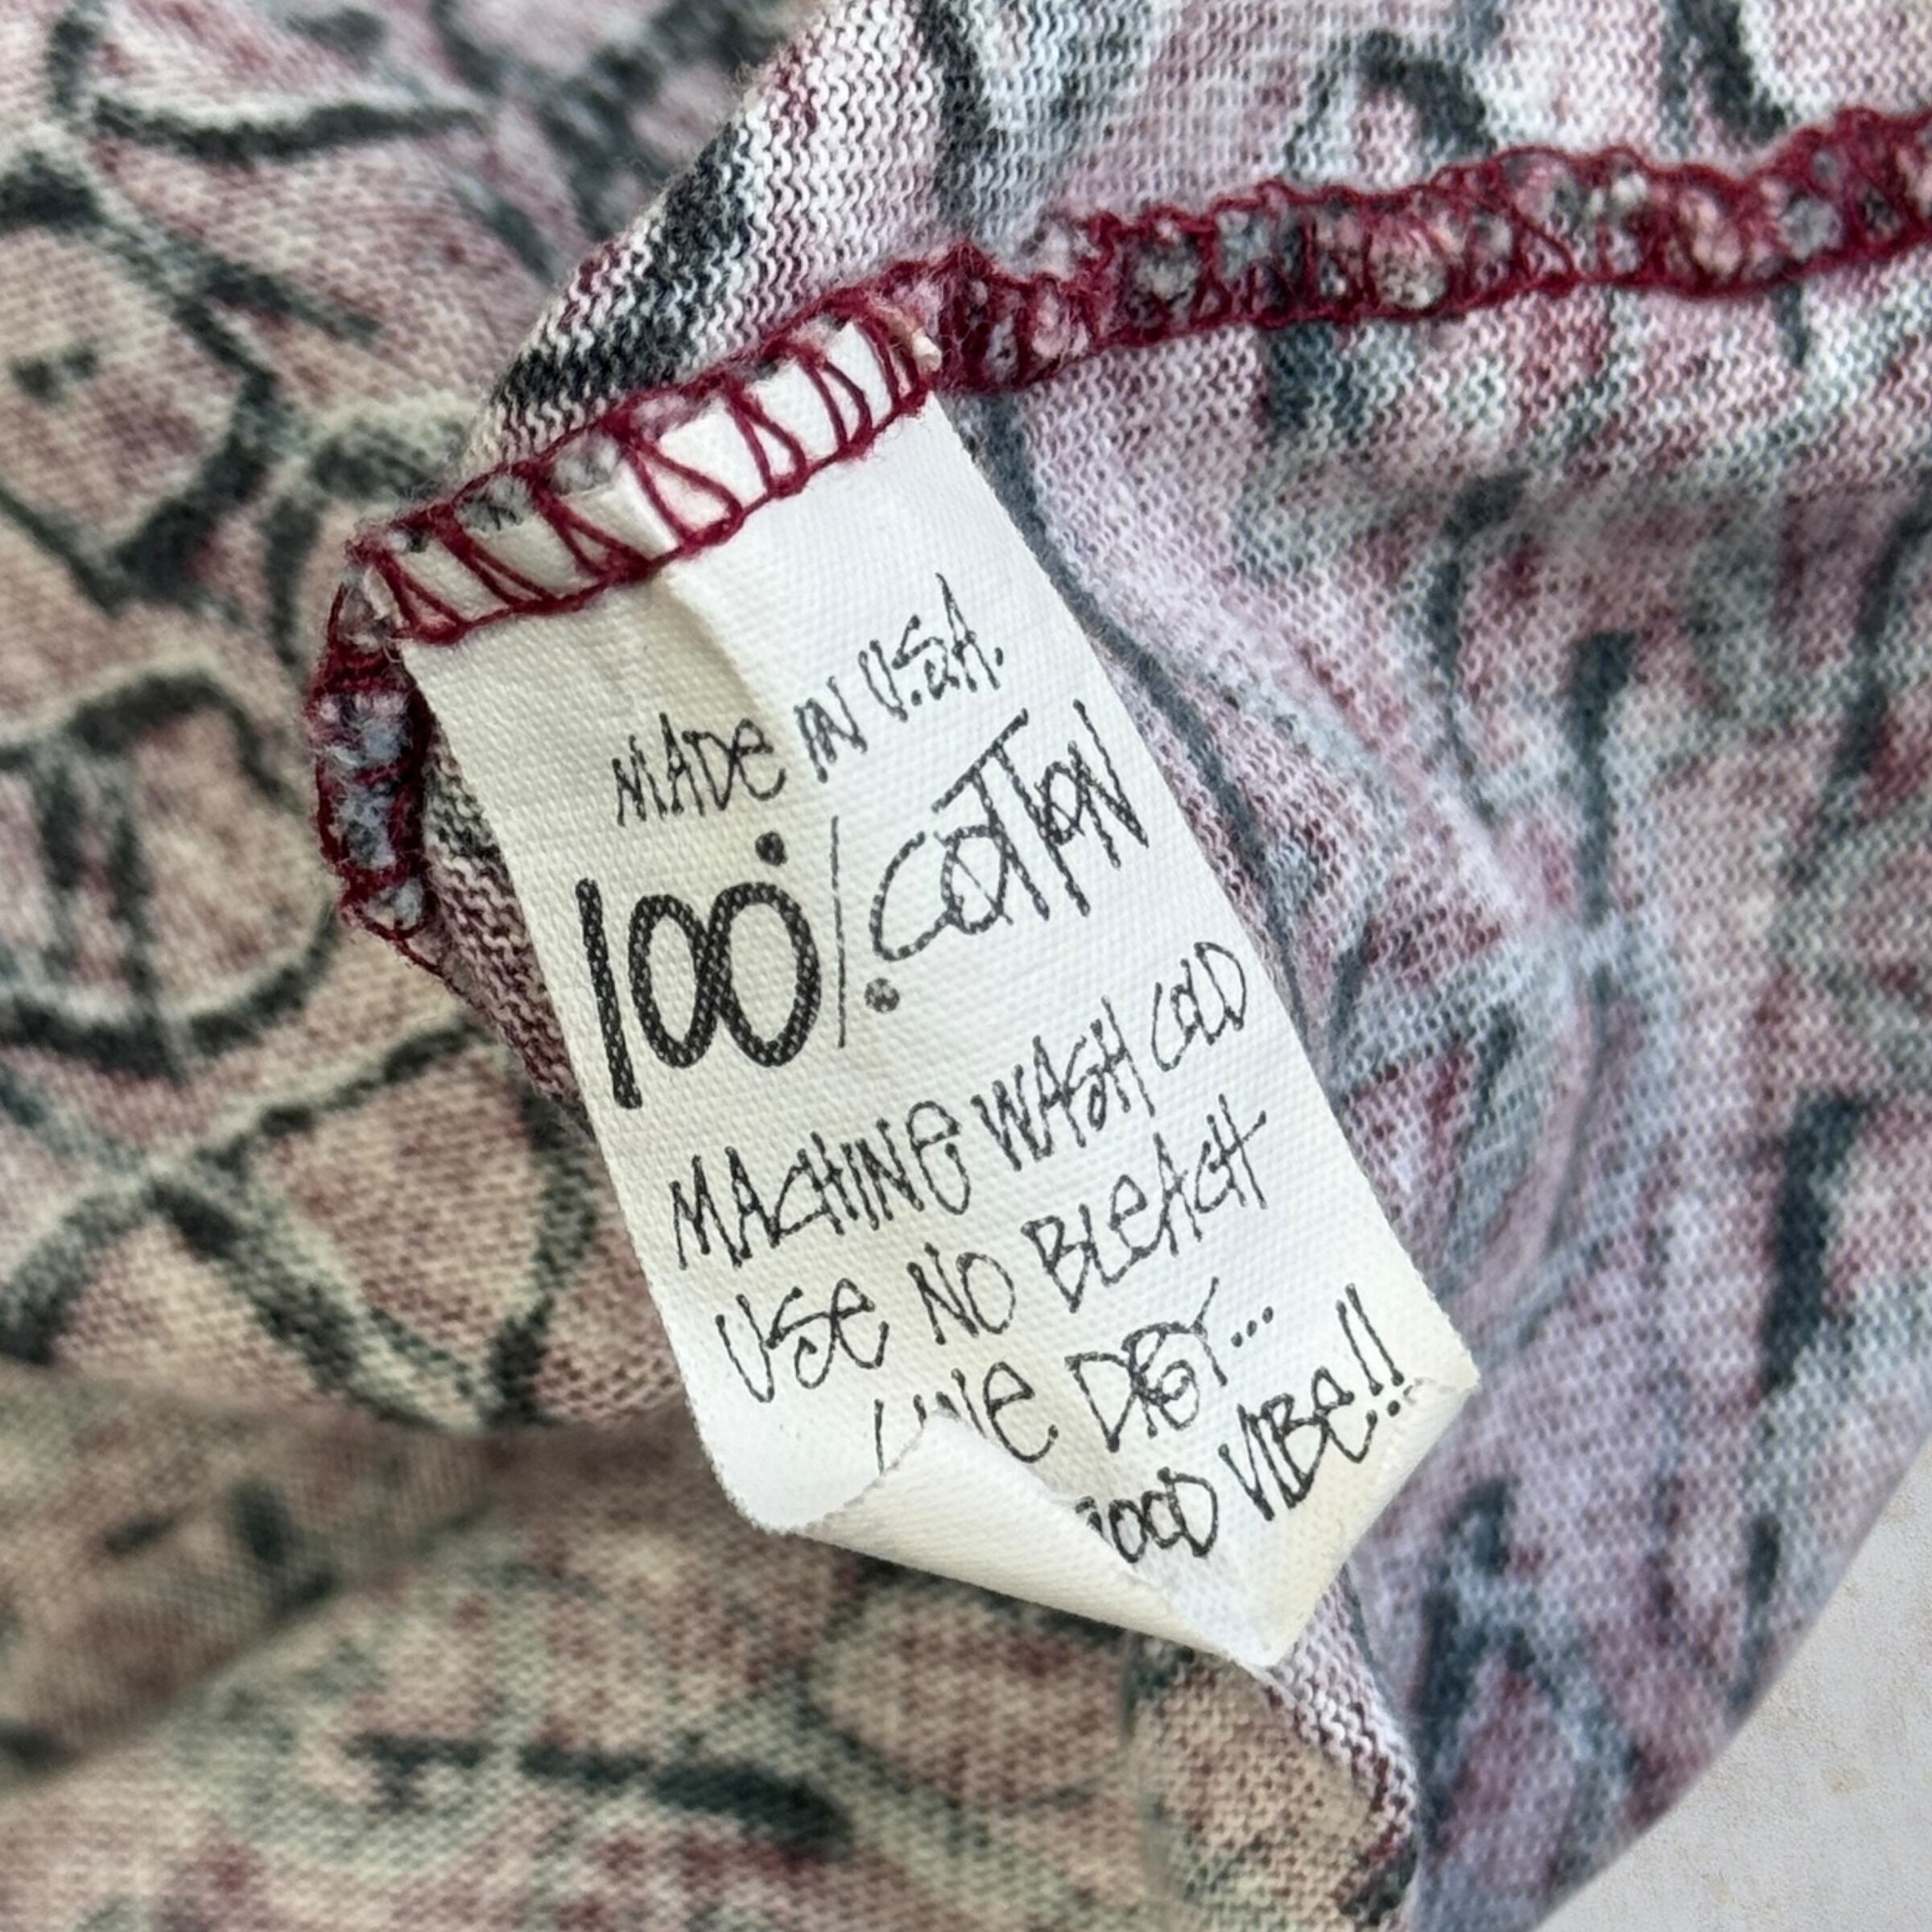 MADE IN U.S.A.
100% COTTON
MACHINE WASH COLD
USE NO BLEACH
LINE DRY...
GOOD VIBE!!